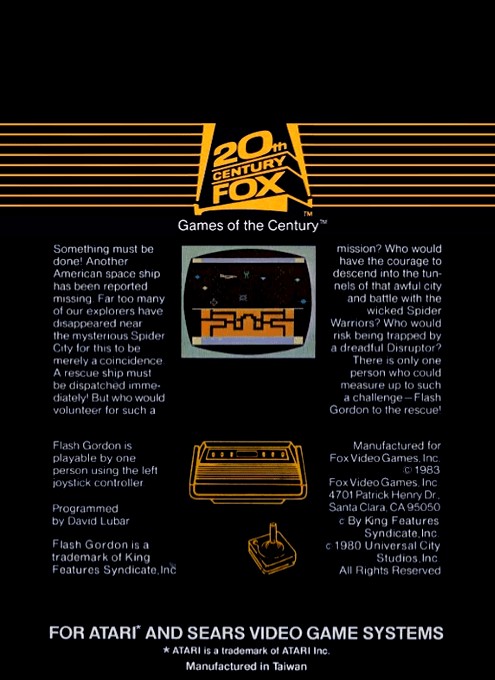 20th
CENTURY
FOX
TM
Games of the Century™
Something must be
done! Another
American space ship
has been reported
missing. Far too many
of our explorers have
disappeared near
the mysterious Spider
City for this to be
merely a coincidence.
A rescue ship must
be dispatched imme-
diately! But who would
volunteer for such a
mission? Who would
have the courage to
descend into the tun-
nels of that awful city
and battle with the
wicked Spider
Warriors? Who would
risk being trapped by
a dreadful Disruptor?
There is only one
person who could
measure up to such
a challenge—Flash
Gordon to the rescue!
Flash Gordon is
playable by one
person using the left
joystick controller
Programmed
by David Lubar
Flash Gordon is a
trademark of King
Features Syndicate, Inc
Manufactured for
Fox Video Games, Inc.
© 1983
Fox Video Games, Inc.
4701 Patrick Henry Dr.,
Santa Clara, CA 95050
c By King Features
Syndicate, Inc.
© 1980 Universal City
Studios, Inc.
All Rights Reserved
FOR ATARI* AND SEARS VIDEO GAME SYSTEMS
★ ATARI is a trademark of ATARI Inc.
Manufactured in Taiwan